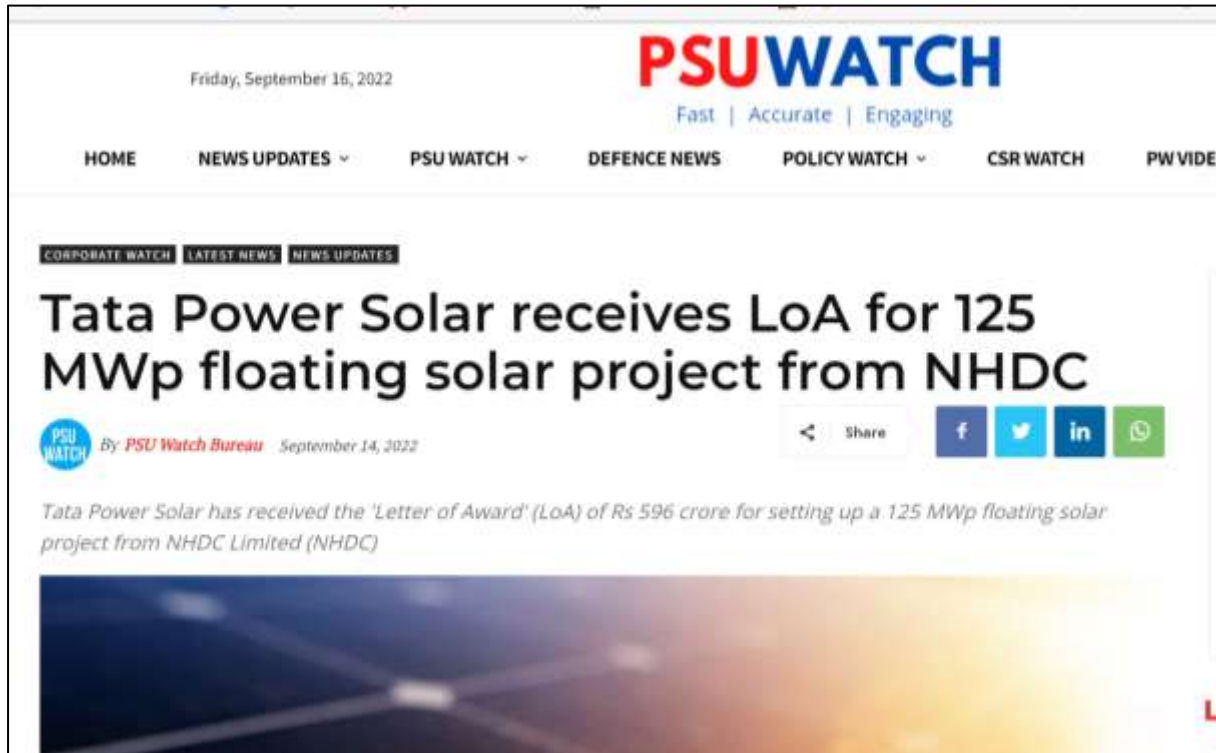 Friday, September 16, 2022
PSUWATCH
Fast | Accurate | Engaging
HOME NEWS UPDATES PSU WATCH DEFENCE NEWS POLICY WATCH CSR WATCH PW VIDE
CORPORATE WATCH LATEST NEWS NEWS UPDATES
Tata Power Solar receives LoA for 125
MWp floating solar project from NHDC
PSU
WATCH
By PSU Watch Bureau September 14, 2022
Share
Tata Power Solar has received the 'Letter of Award' (LoA) of Rs 596 crore for setting up a 125 MWp floating solar
project from NHDC Limited (NHDC)
L